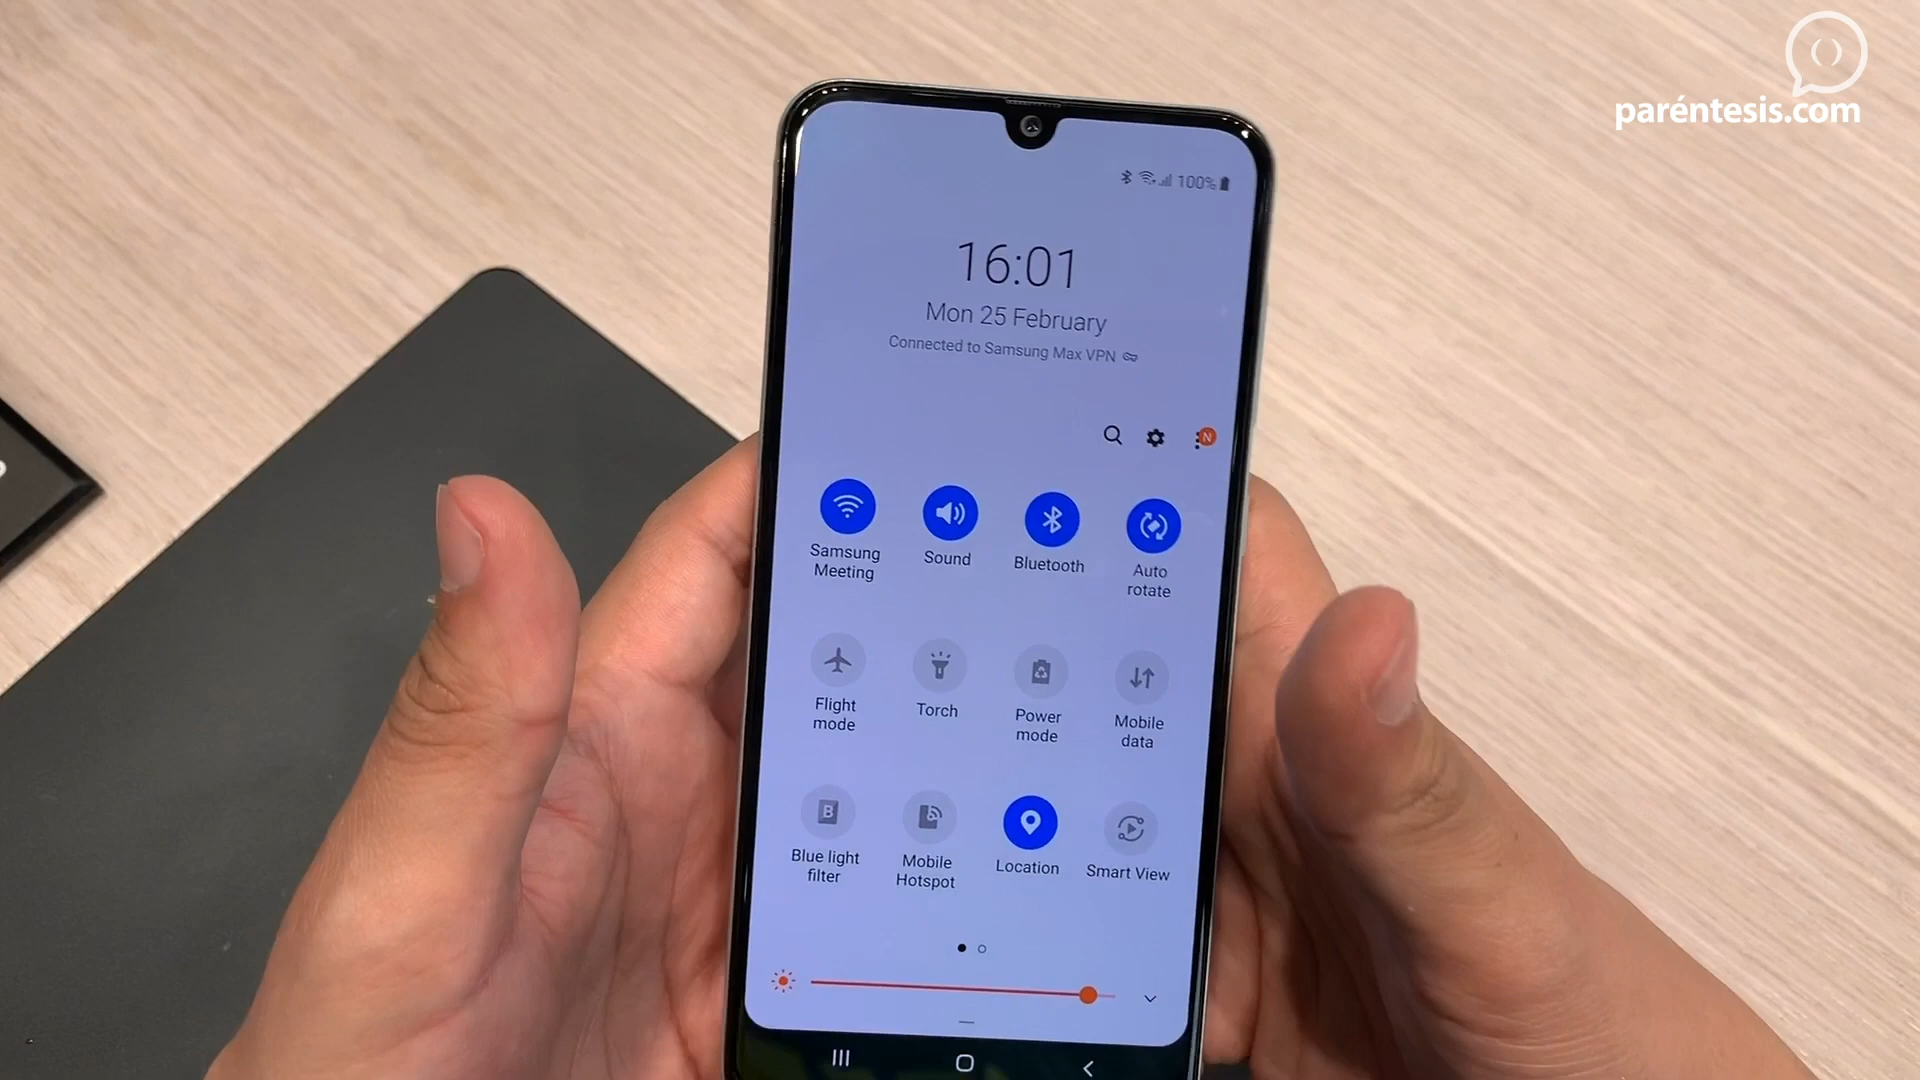 paréntesis.com
100%
16:01
Mon 25 February
Connected to Samsung Max VPN
N
Samsung
Meeting
Sound
Bluetooth
Auto
rotate
Flight
mode
Torch
Power
mode
Mobile
data
B
Blue light
filter
Mobile
Hotspot
Location
Smart View